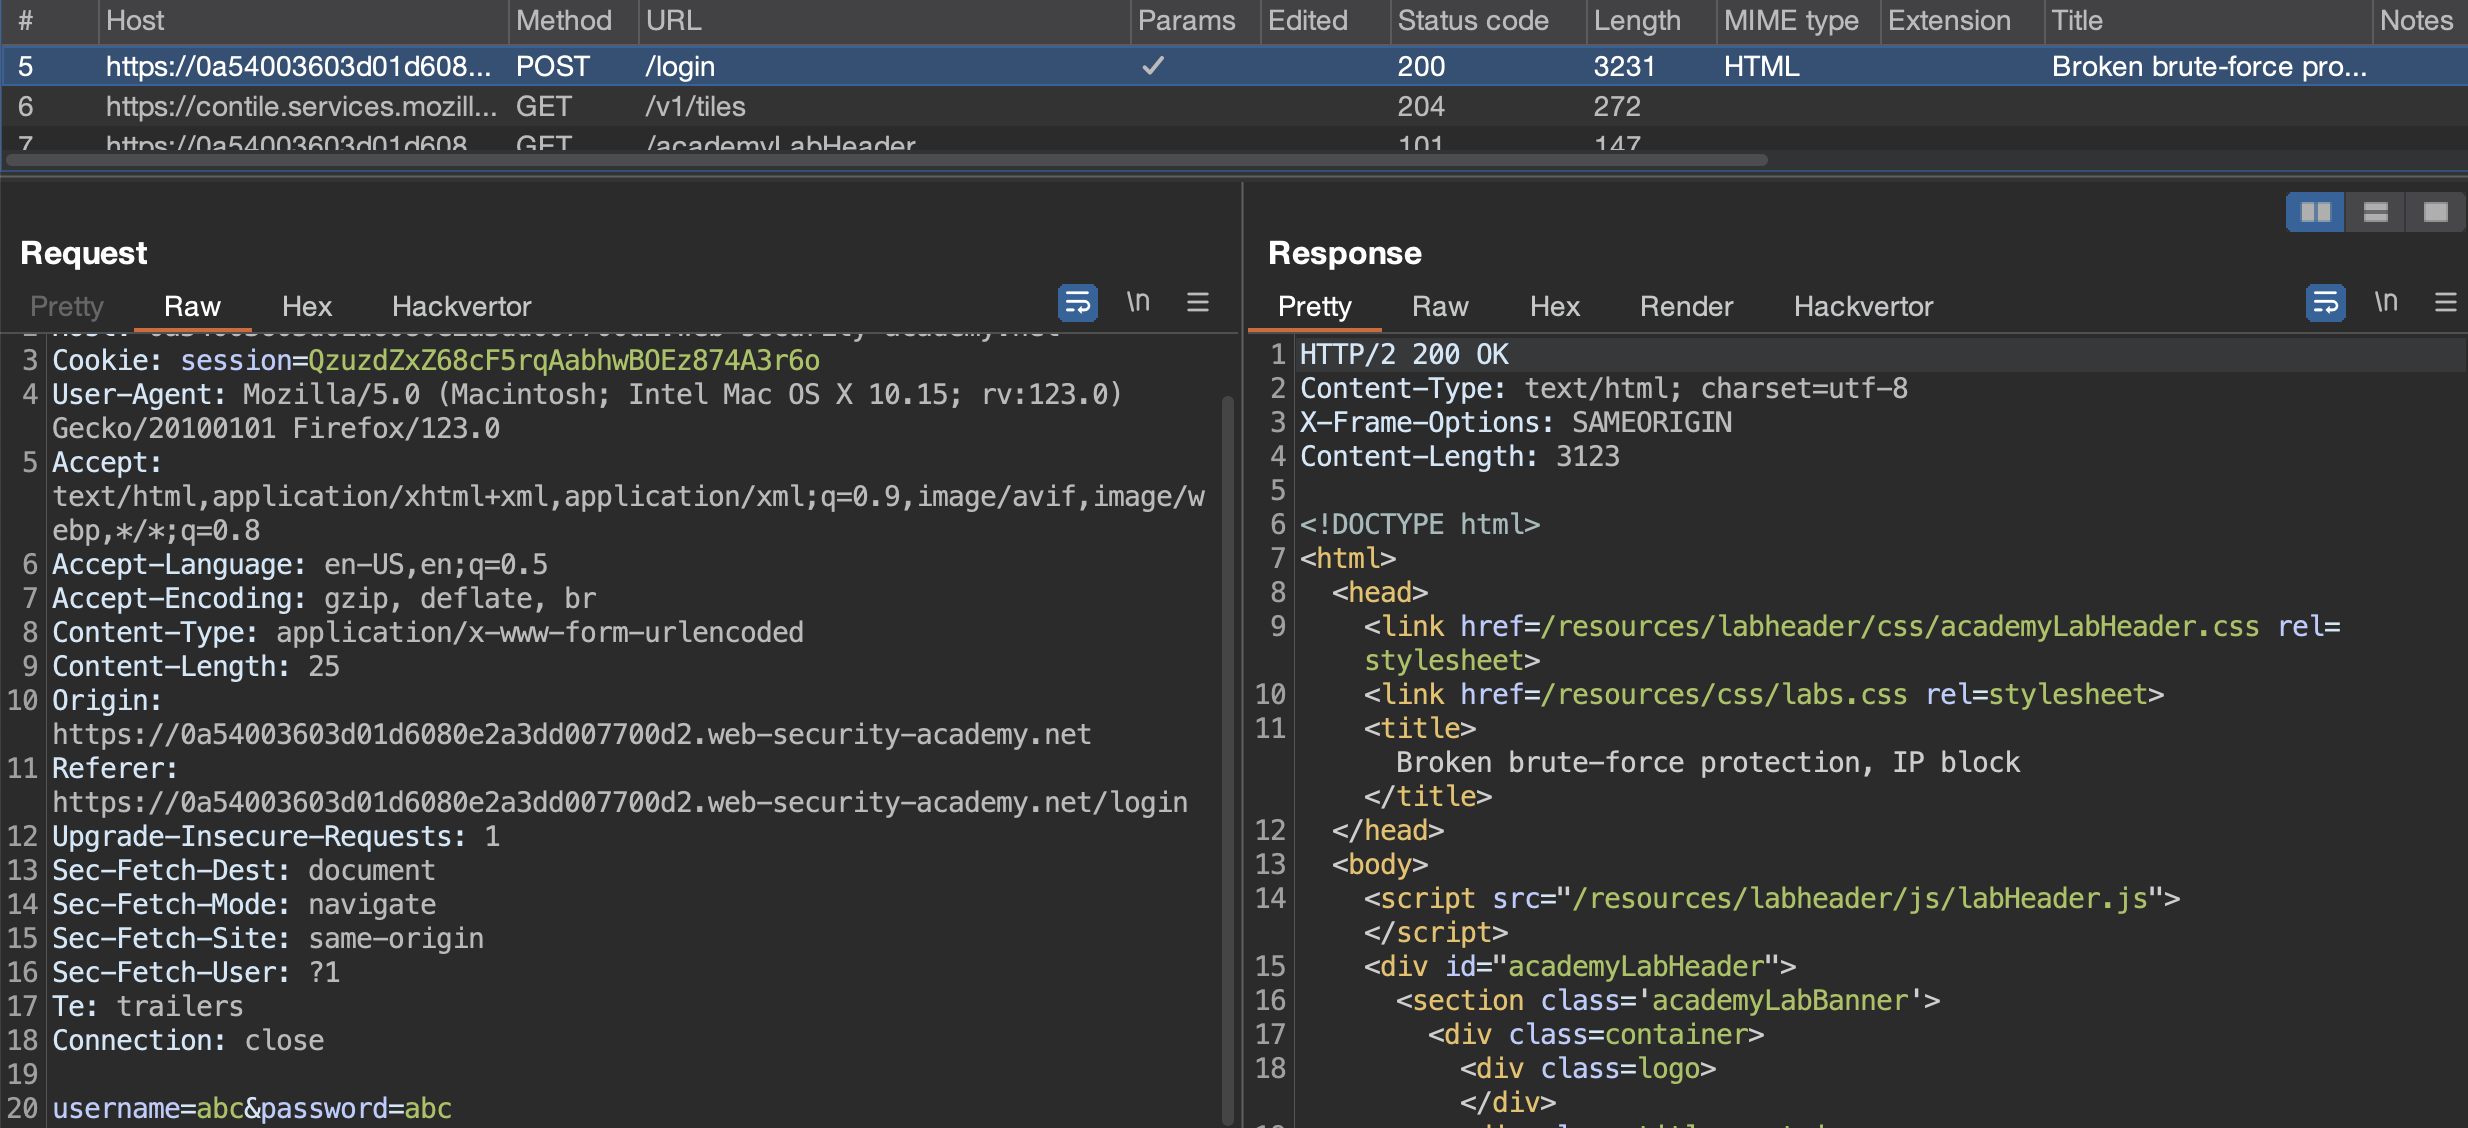 # Host Method URL Params Edited Status code Length MIME type Extension Title Notes
5 https://0a54003603d01d608... POST /login ✓ 200 3231 HTML Broken brute-force pro...
6 https://contile.services.mozill... GET /v1/tiles 204 272
7 https://0a54003603d01d608 GET /academyLabHeader 101 147
Request
Pretty Raw Hex Hackvertor \n
3 Cookie: session=QzuzdZxZ68cF5rqAabhwBOEz874A3r6o
4 User-Agent: Mozilla/5.0 (Macintosh; Intel Mac OS X 10.15; rv:123.0)
Gecko/20100101 Firefox/123.0
5 Accept:
text/html,application/xhtml+xml,application/xml;q=0.9,image/avif,image/w
ebp,*/*;q=0.8
6 Accept-Language: en-US,en;q=0.5
7 Accept-Encoding: gzip, deflate, br
8 Content-Type: application/x-www-form-urlencoded
9 Content-Length: 25
10 Origin:
https://0a54003603d01d6080e2a3dd007700d2.web-security-academy.net
11 Referer:
https://0a54003603d01d6080e2a3dd007700d2.web-security-academy.net/login
12 Upgrade-Insecure-Requests: 1
13 Sec-Fetch-Dest: document
14 Sec-Fetch-Mode: navigate
15 Sec-Fetch-Site: same-origin
16 Sec-Fetch-User: ?1
17 Te: trailers
18 Connection: close
19
20 username=abc&password=abc
Response
Pretty Raw Hex Render Hackvertor \n
1 HTTP/2 200 OK
2 Content-Type: text/html; charset=utf-8
3 X-Frame-Options: SAMEORIGIN
4 Content-Length: 3123
5
6 <!DOCTYPE html>
7 <html>
8 <head>
9 <link href=/resources/labheader/css/academyLabHeader.css rel=
stylesheet>
10 <link href=/resources/css/labs.css rel=stylesheet>
11 <title>
Broken brute-force protection, IP block
</title>
12 </head>
13 <body>
14 <script src="/resources/labheader/js/labHeader.js">
</script>
15 <div id="academyLabHeader">
16 <section class='academyLabBanner'>
17 <div class=container>
18 <div class=logo>
</div>